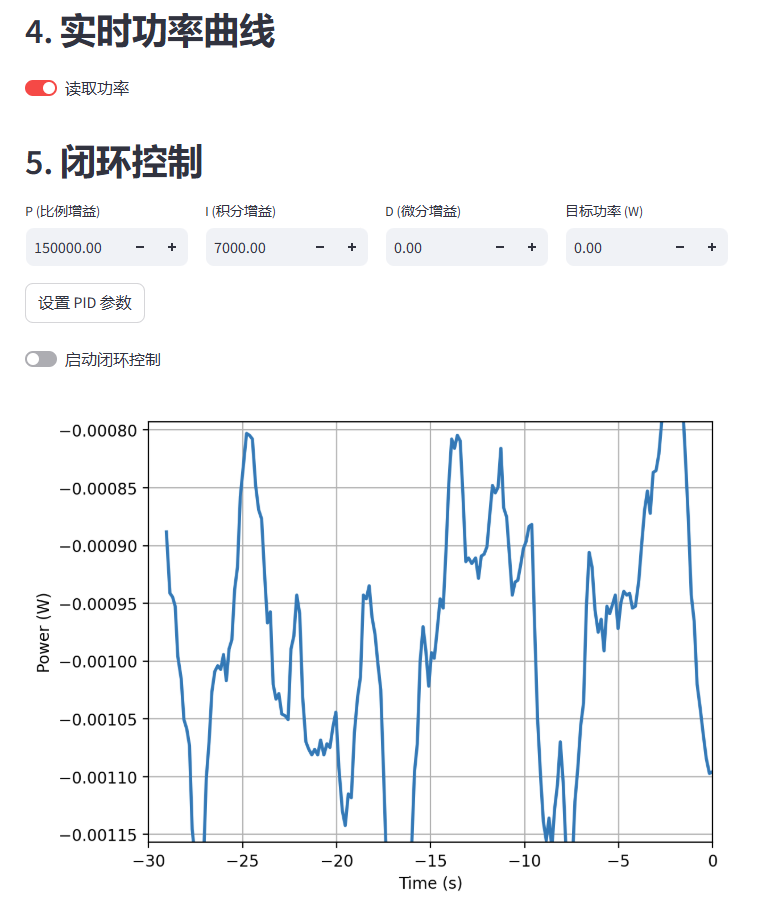 4. 实时功率曲线
读取功率
5. 闭环控制
P (比例增益) I (积分增益) D (微分增益) 目标功率 (W)
150000.00 − + 7000.00 − + 0.00 − + 0.00 − +
设置 PID 参数
启动闭环控制
−0.00080
−0.00085
−0.00090
−0.00095
−0.00100
−0.00105
−0.00110
−0.00115
Power (W)
−30 −25 −20 −15 −10 −5 0
Time (s)